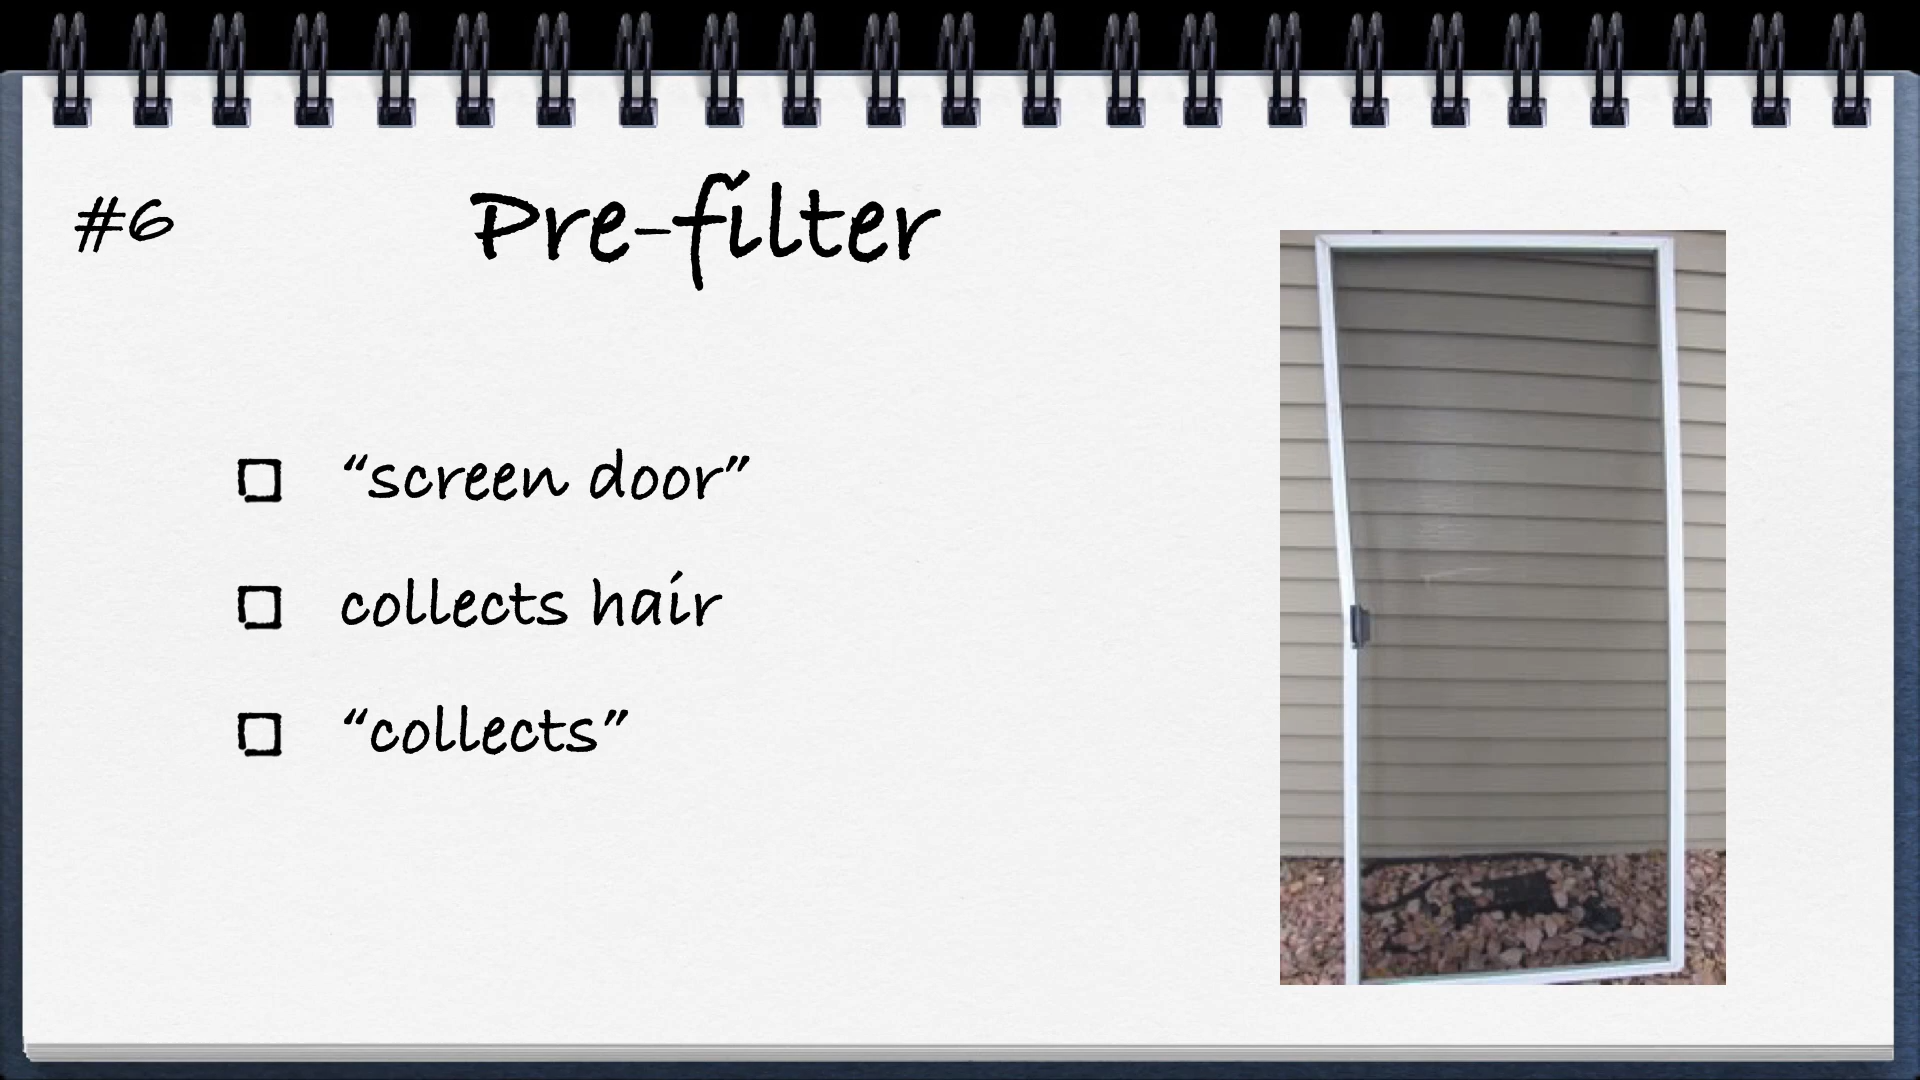 #6
Pre-filter
“screen door”
collects hair
“collects”